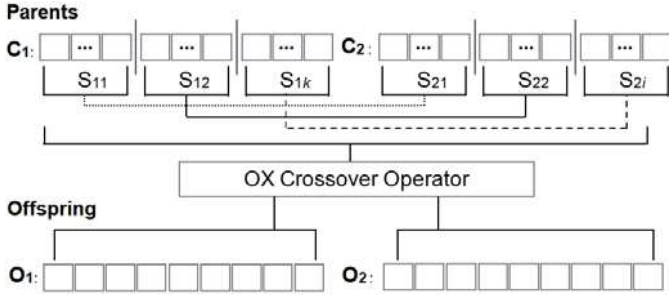 Parents
C1: ... ... ... C2: ... ... ...
S11 S12 S1k S21 S22 S2i
OX Crossover Operator
Offspring
O1: O2: